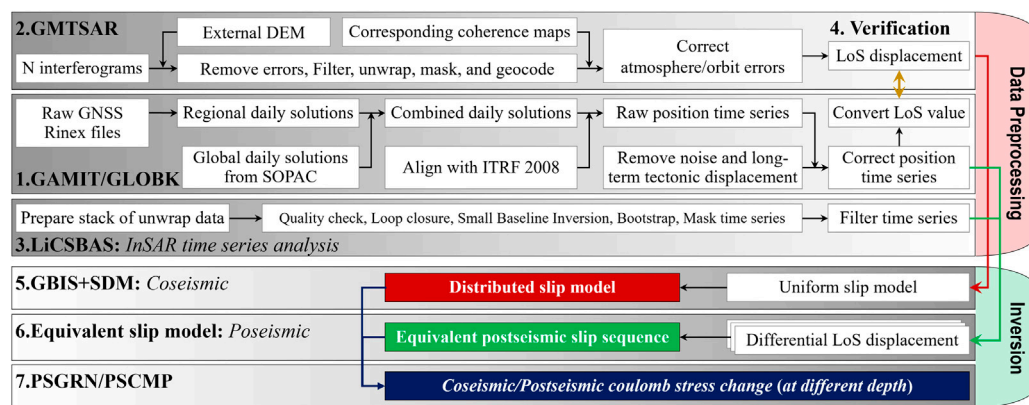 2.GMTSAR
External DEM
Corresponding coherence maps
4. Verification
N interferograms
Remove errors, Filter, unwrap, mask, and geocode
Correct
atmosphere/orbit errors
LoS displacement
Raw GNSS
Rinex files
Regional daily solutions
Combined daily solutions
Raw position time series
Convert LoS value
Global daily solutions
from SOPAC
Align with ITRF 2008
Remove noise and long-
term tectonic displacement
Correct position
time series
1.GAMIT/GLOBK
Prepare stack of unwrap data
Quality check, Loop closure, Small Baseline Inversion, Bootstrap, Mask time series
Filter time series
3.LiCSBAS: InSAR time series analysis
Data Preprocessing
5.GBIS+SDM: Coseismic
Distributed slip model
Uniform slip model
6.Equivalent slip model: Poseismic
Equivalent postseismic slip sequence
Differential LoS displacement
7.PSGRN/PSCMP
Coseismic/Postseismic coulomb stress change (at different depth)
Inversion